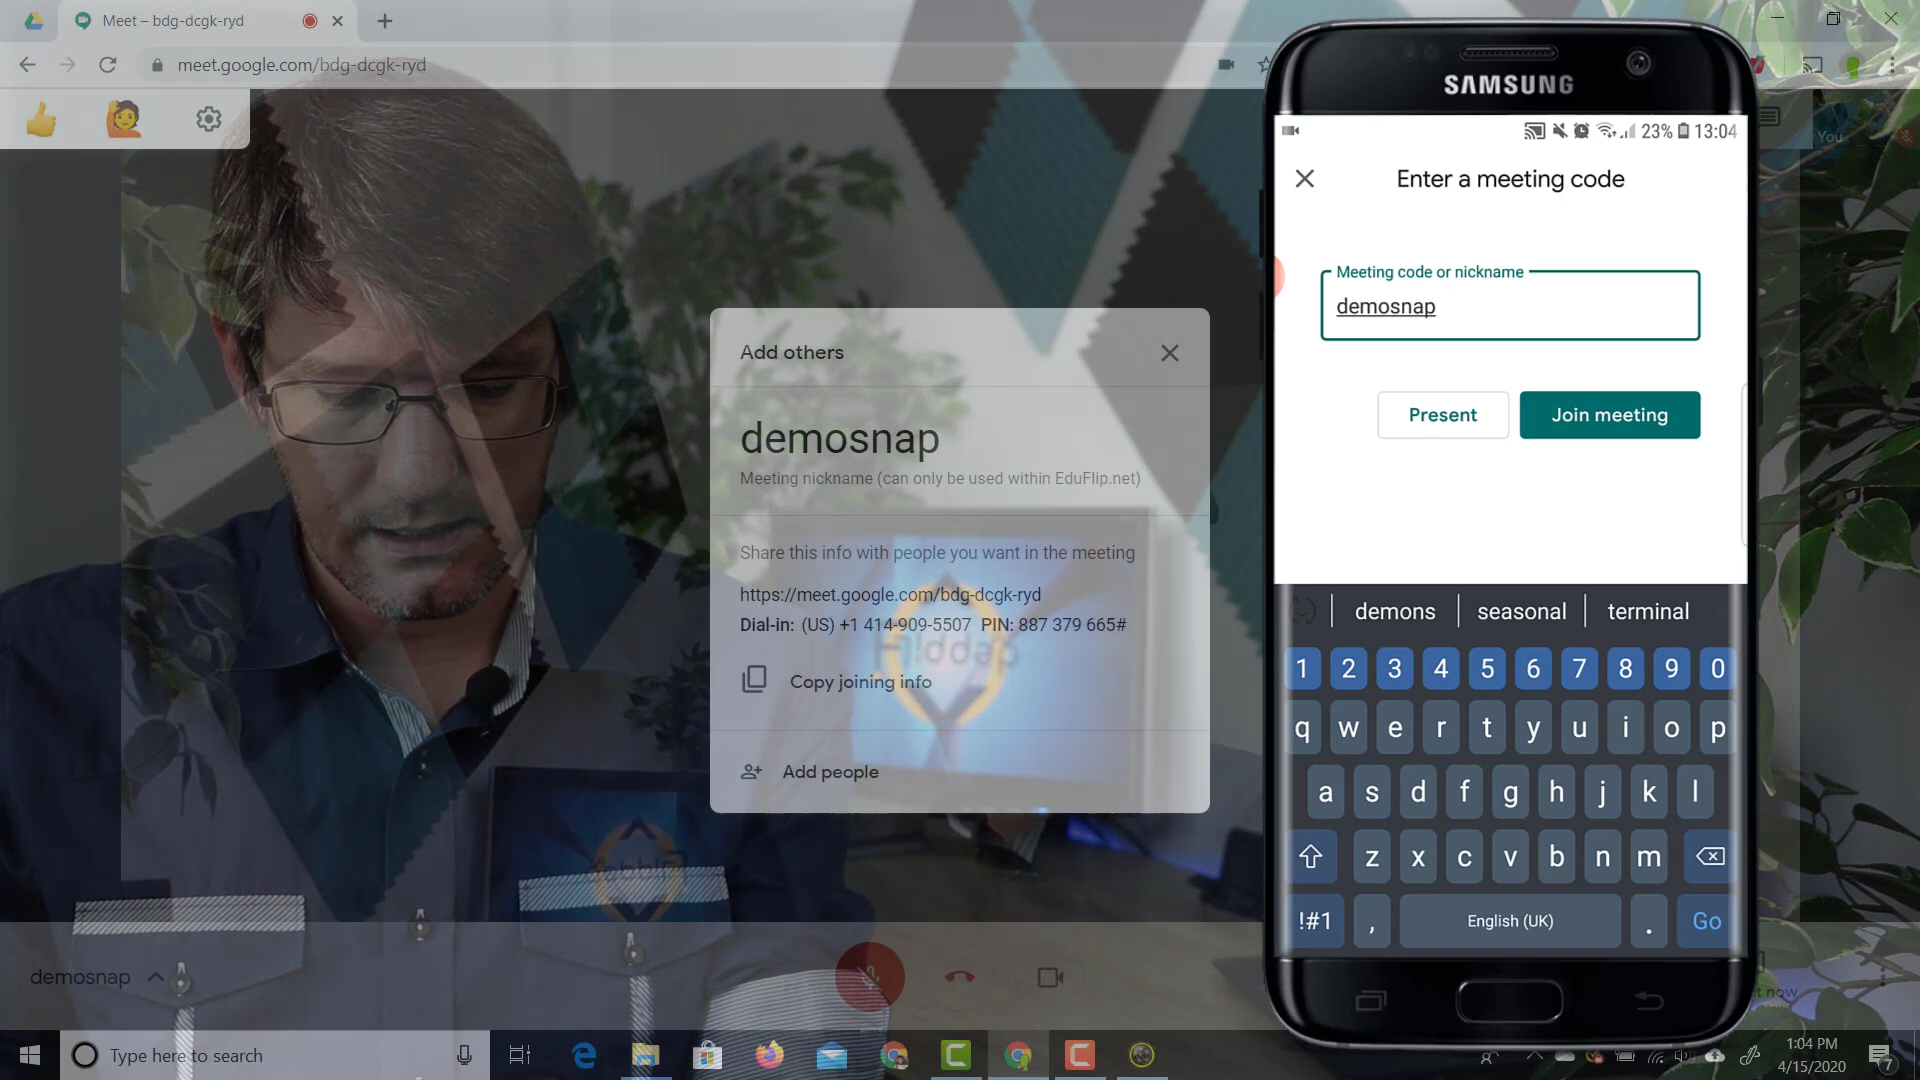 Meet – bdg-dcgk-ryd
meet.google.com/bdg-dcgk-ryd
You
Add others
demosnap
Meeting nickname (can only be used within EduFlip.net)
Share this info with people you want in the meeting
https://meet.google.com/bdg-dcgk-ryd
Dial-in: (US) +1 414-909-5507 PIN: 887 379 665#
Copy joining info
Add people
demosnap
t now
Type here to search
1:04 PM
4/15/2020
7
SAMSUNG
23% 13:04
Enter a meeting code
Meeting code or nickname
demosnap
Present
Join meeting
demons seasonal terminal
1 2 3 4 5 6 7 8 9 0
q w e r t y u i o p
a s d f g h j k l
z x c v b n m
!#1 , English (UK) . Go